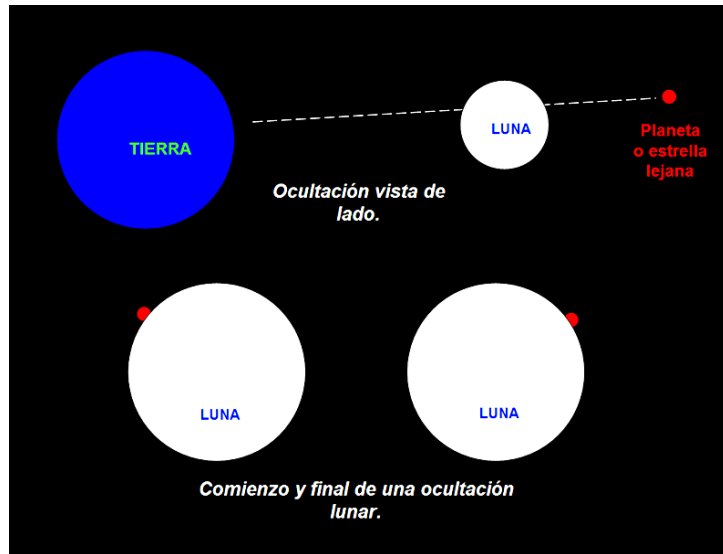 TIERRA
LUNA
Planeta
o estrella
lejana
Ocultación vista de
lado.
LUNA
LUNA
Comienzo y final de una ocultación
lunar.